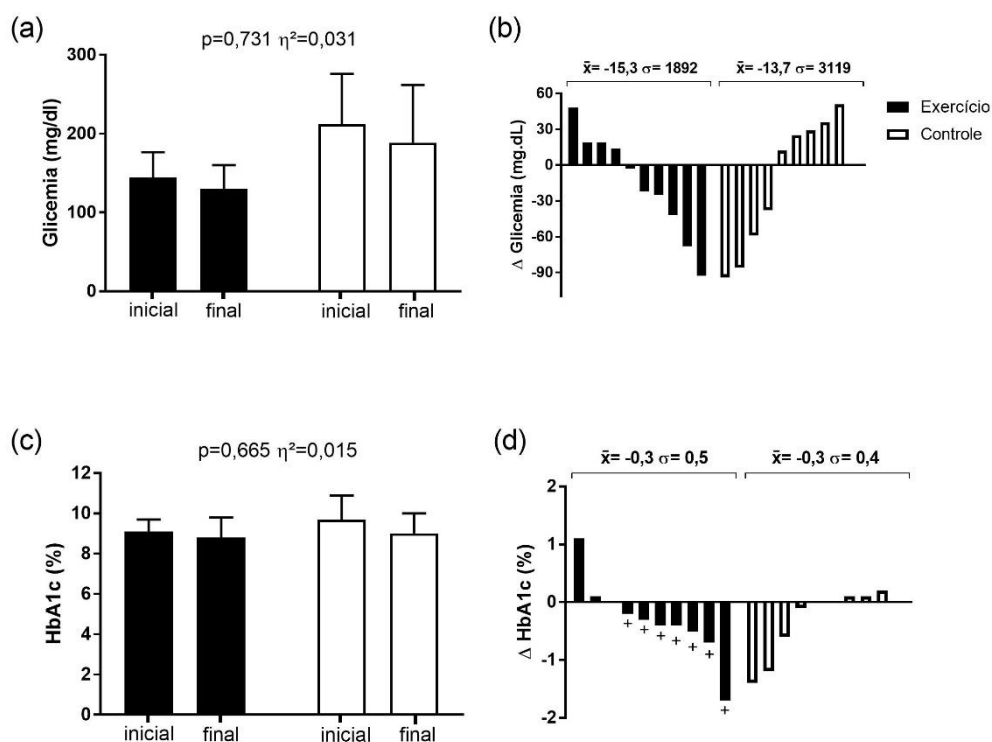 (a)
p=0,731 η²=0,031
Glicemia (mg/dl)
300
200
100
0
inicial final inicial final
(b)
x̄= -15,3 σ= 1892 x̄= -13,7 σ= 3119
Δ Glicemia (mg.dL)
60
30
0
-30
-60
-90
Exercício
Controle
(c)
p=0,665 η²=0,015
HbA1c (%)
12
10
8
6
4
2
0
inicial final inicial final
(d)
x̄= -0,3 σ= 0,5 x̄= -0,3 σ= 0,4
Δ HbA1c (%)
2
1
0
-1
-2
+ + + + + + +